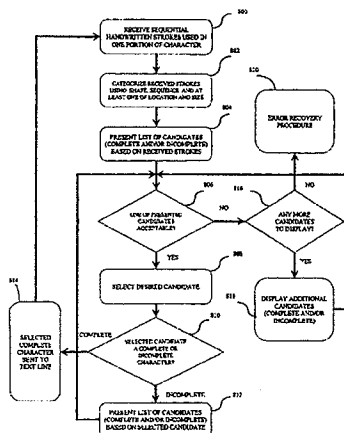 800
RECEIVE SEQUENTIAL
HANDWRITTEN STROKES USED IN
ONE PORTION OF CHARACTER
802
CATEGORIZE RECEIVED STROKES
USING SHAPE, SEQUENCE AND AT
LEAST ONE OF LOCATION AND SIZE
804
PRESENT LIST OF CANDIDATES
(COMPLETE AND/OR INCOMPLETE)
BASED ON RECEIVED STROKES
820
ERROR RECOVERY
PROCEDURE
806
ONE OF PRESENTED
CANDIDATES
ACCEPTABLE?
NO
816
ANY MORE
CANDIDATES
TO DISPLAY?
NO
YES
YES
808
SELECT DESIRED CANDIDATE
818
DISPLAY ADDITIONAL
CANDIDATES
(COMPLETE AND/OR
INCOMPLETE)
810
SELECTED CANDIDATE
A COMPLETE OR
INCOMPLETE
CHARACTER?
COMPLETE
814
SELECTED
COMPLETE
CHARACTER
SENT TO
TEXT LINE
INCOMPLETE
812
PRESENT LIST OF CANDIDATES
(COMPLETE AND/OR INCOMPLETE)
BASED ON SELECTED CANDIDATE